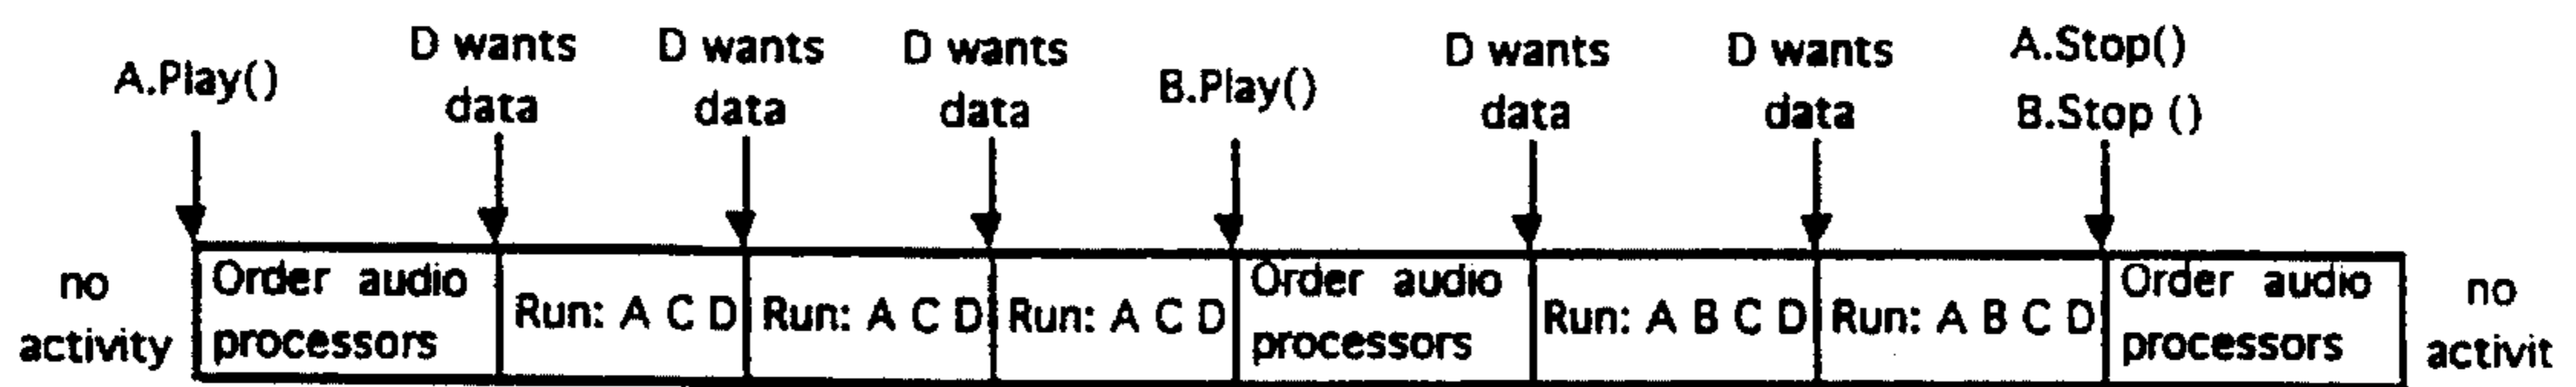 A.Play()
D wants
data
D wants
data
D wants
data
B.Play()
D wants
data
D wants
data
A.Stop()
B.Stop ()
no
activity
Order audio
processors
Run: A C D
Run: A C D
Run: A C D
Order audio
processors
Run: A B C D
Run: A B C D
Order audio
processors
no
activit